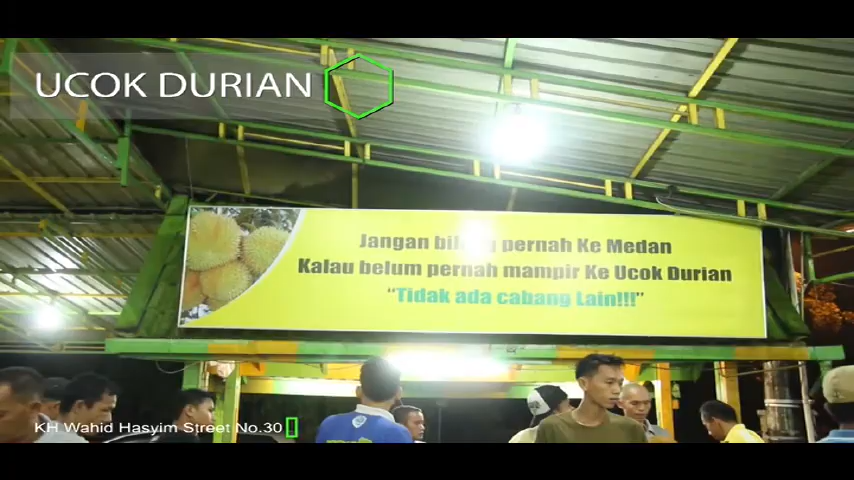 UCOK DURIAN
Jangan bilang pernah Ke Medan
Kalau belum pernah mampir Ke Ucok Durian
“Tidak ada cabang Lain!!!”
KH Wahid Hasyim Street No.30